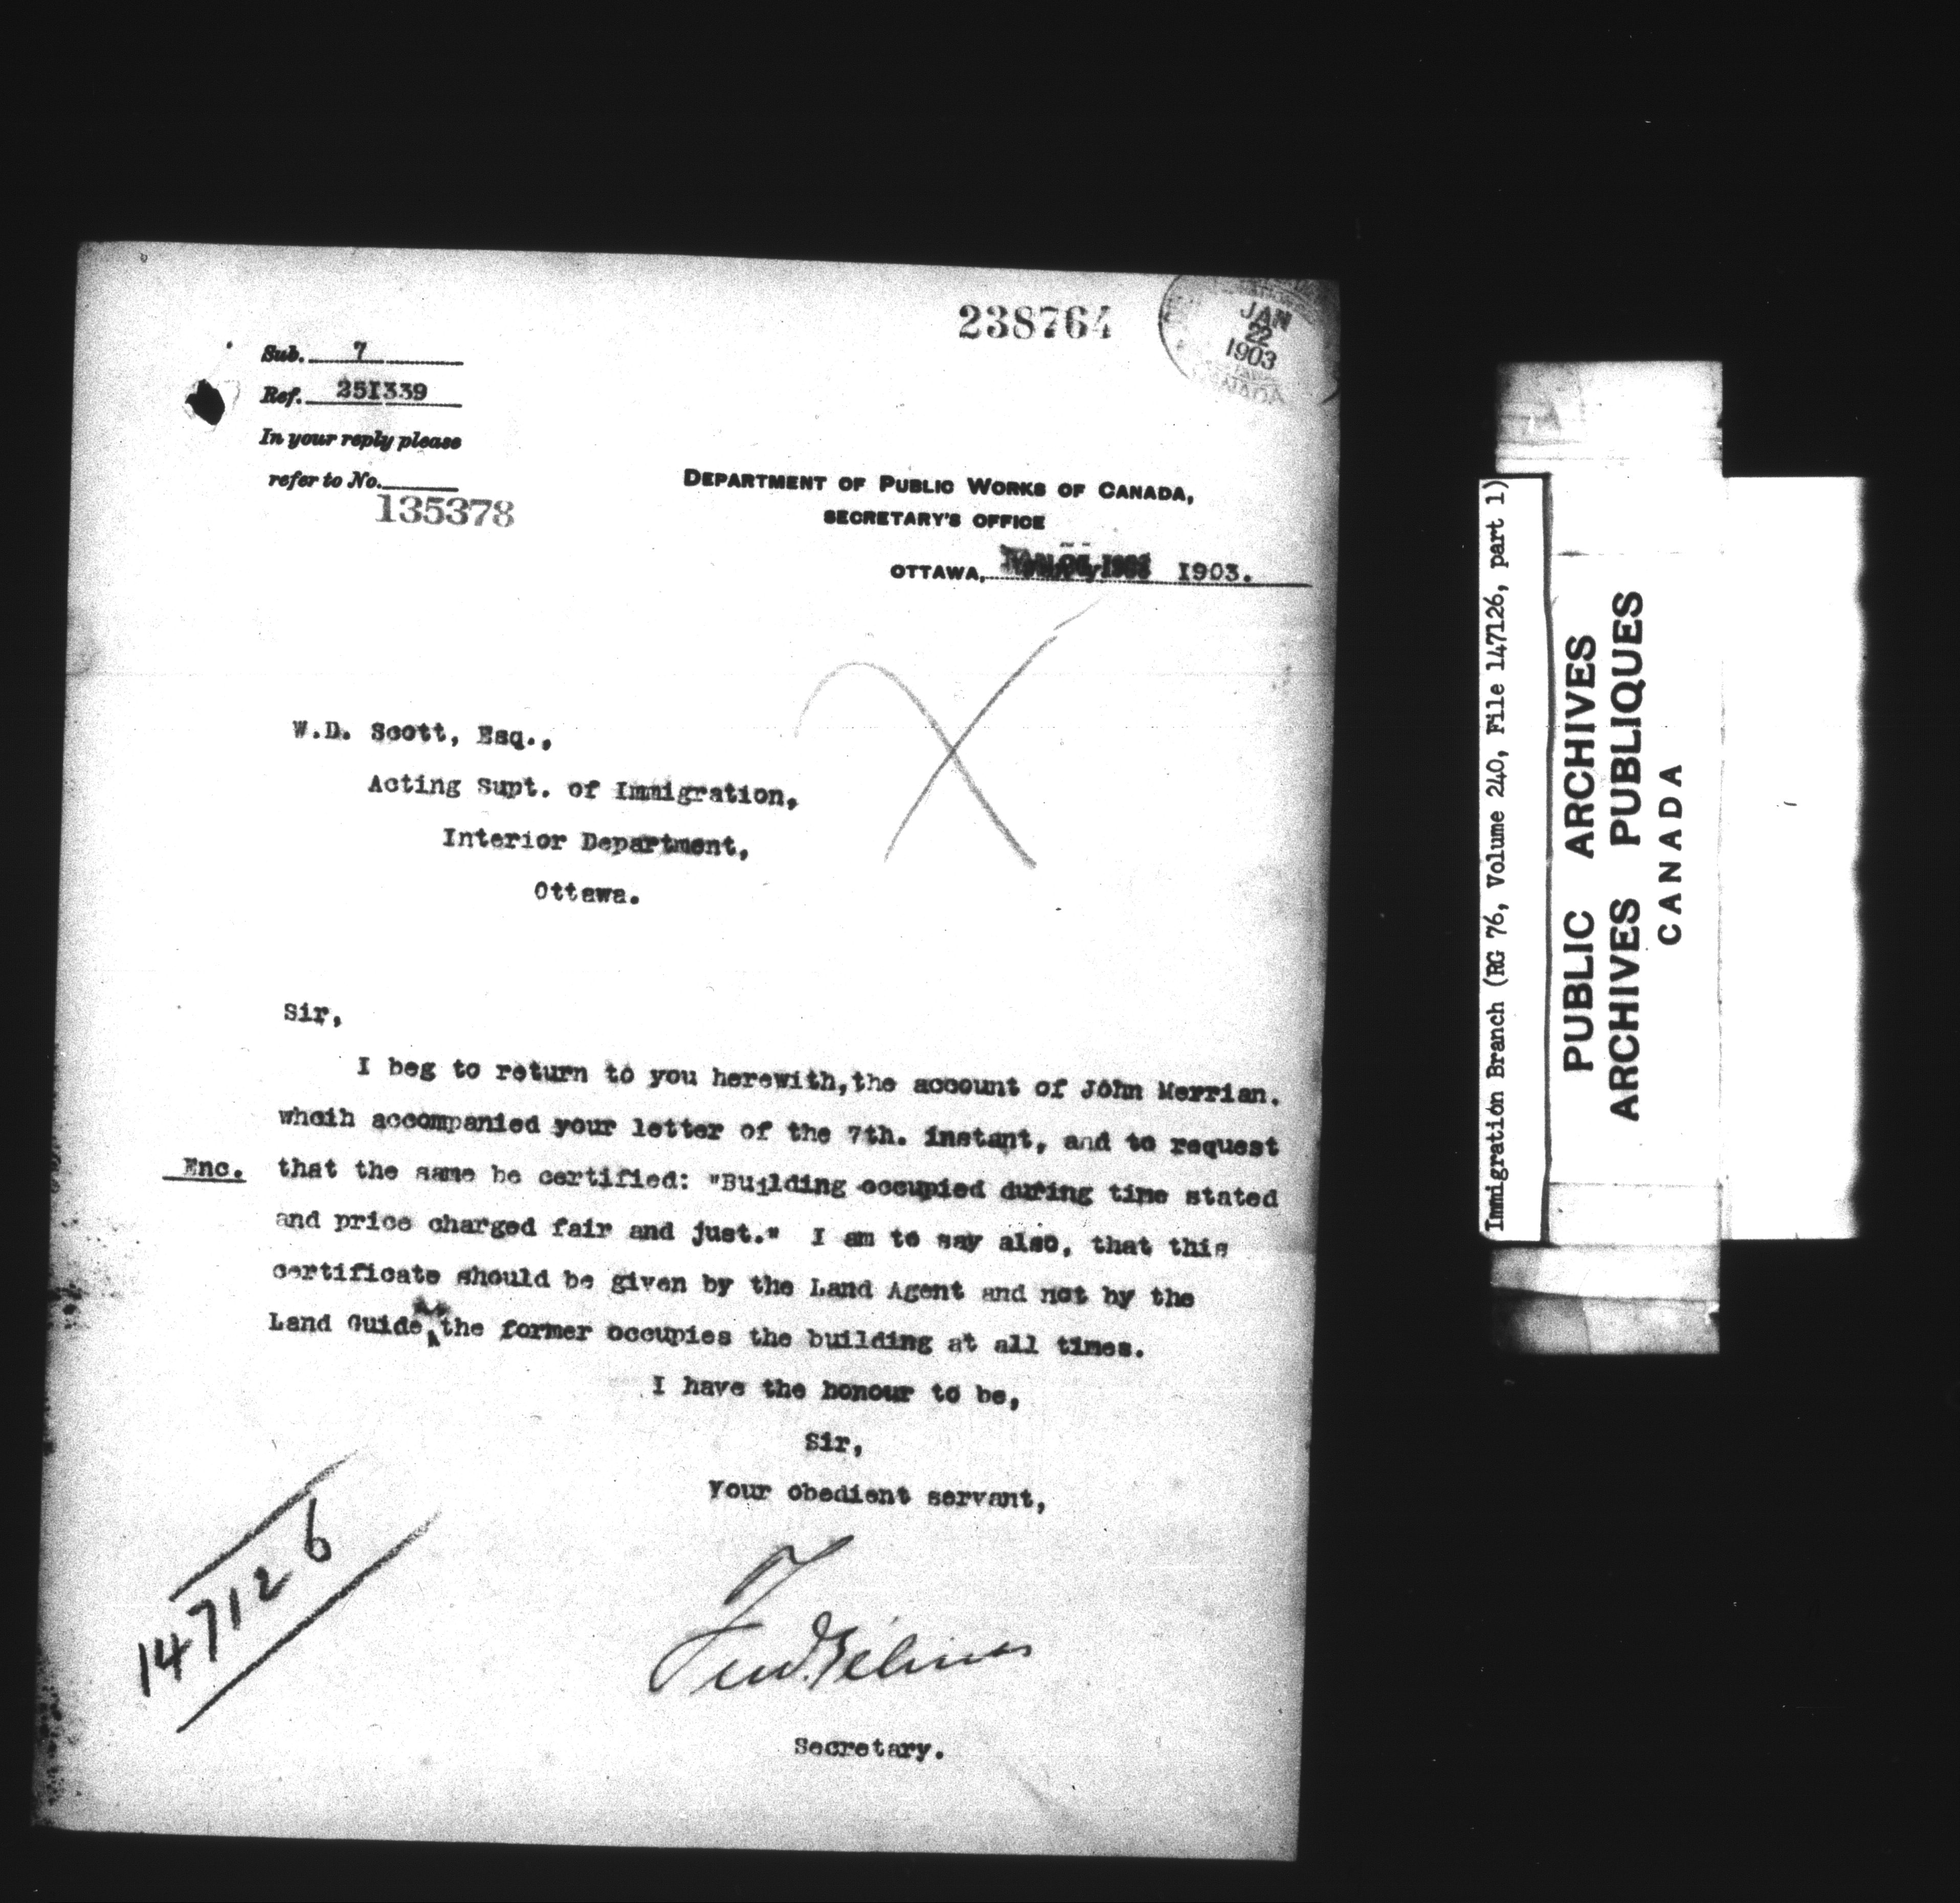 238764
JAN
22
1903
CANADA
Sub. 7
Ref. 251339
In your reply please
refer to No.
135378
DEPARTMENT OF PUBLIC WORKS OF CANADA,
SECRETARY'S OFFICE
OTTAWA, 1903.
W.D. Scott, Esq.,
Acting Supt. of Immigration,
Interior Department,
Ottawa.
Sir,
I beg to return to you herewith, the account of John Merrian.
whcih accompanied your letter of the 7th. instant, and to request
Enc. that the same be certified: "Building occupied during time stated
and price charged fair and just." I am to say also, that this
certificate should be given by the Land Agent and not by the
Land Guide, as the former occupies the building at all times.
I have the honour to be,
Sir,
Your obedient servant,
Fred Gélinas
Secretary.
147126
Immigration Branch (RG 76, Volume 240, File 147126, part 1)
PUBLIC ARCHIVES
ARCHIVES PUBLIQUES
CANADA